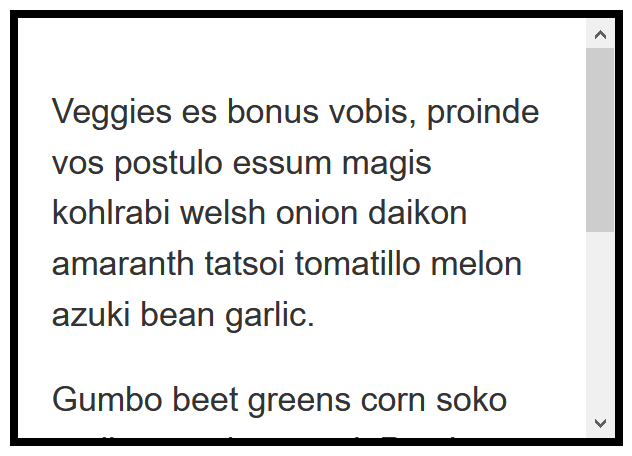 Veggies es bonus vobis, proinde
vos postulo essum magis
kohlrabi welsh onion daikon
amaranth tatsoi tomatillo melon
azuki bean garlic.
Gumbo beet greens corn soko